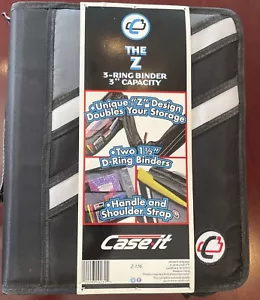 THE
Z
3-RING BINDER
3" CAPACITY
•Unique "Z" Design
Doubles Your Storage
•Two 1½"
D-Ring Binders
•Handle and
Shoulder Strap
Case•it